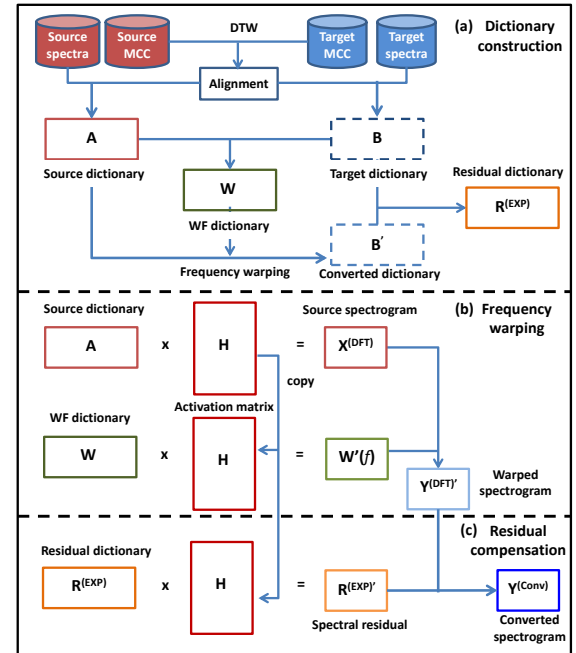 Source spectra
Source MCC
DTW
Target MCC
Target spectra
(a) Dictionary construction
Alignment
A
B
Source dictionary
Target dictionary
Residual dictionary
W
R(EXP)
WF dictionary
B′
Frequency warping
Converted dictionary
Source dictionary
Source spectrogram
(b) Frequency warping
A
x
H
=
X(DFT)
copy
Activation matrix
WF dictionary
W
x
H
=
W'(f)
Y(DFT)′
Warped spectrogram
(c) Residual compensation
Residual dictionary
R(EXP)
x
H
=
R(EXP)′
Y(Conv)
Spectral residual
Converted spectrogram